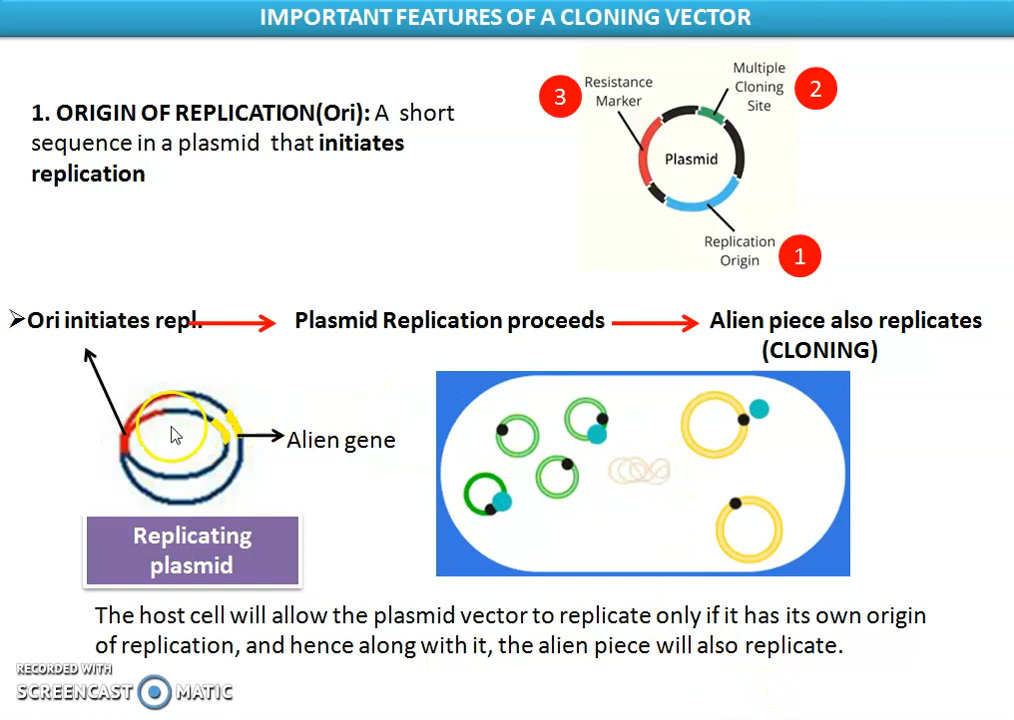 IMPORTANT FEATURES OF A CLONING VECTOR
1. ORIGIN OF REPLICATION(Ori): A short
sequence in a plasmid that initiates
replication
3
Resistance
Marker
Multiple
Cloning
Site
2
Plasmid
Replication
Origin
1
Ori initiates repl.
Plasmid Replication proceeds
Alien piece also replicates
(CLONING)
Alien gene
Replicating
plasmid
The host cell will allow the plasmid vector to replicate only if it has its own origin
of replication, and hence along with it, the alien piece will also replicate.
RECORDED WITH
SCREENCAST MATIC